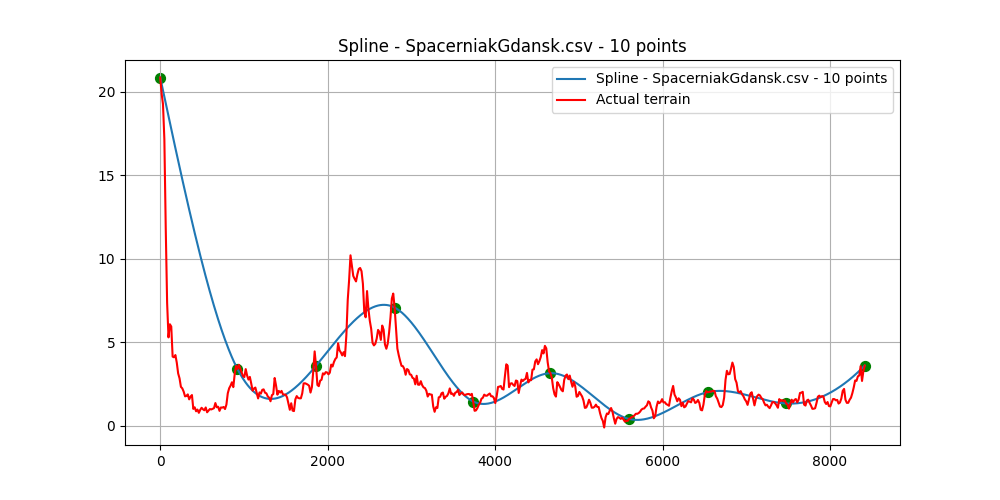 Spline - SpacerniakGdansk.csv - 10 points
Spline - SpacerniakGdansk.csv - 10 points
Actual terrain
20
15
10
5
0
0 2000 4000 6000 8000